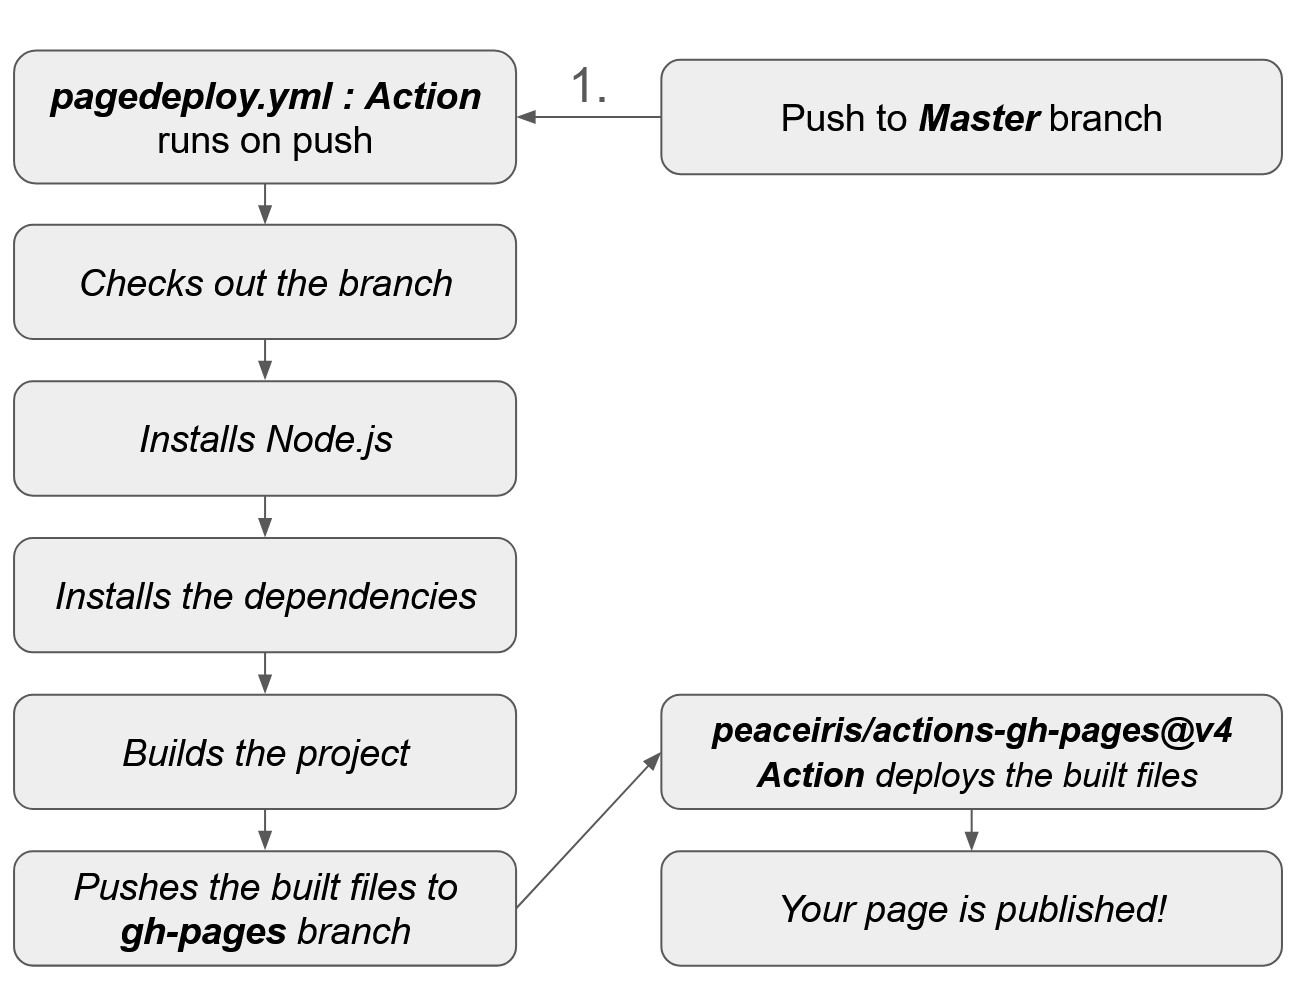 1.
Push to Master branch
pagedeploy.yml : Action
runs on push
Checks out the branch
Installs Node.js
Installs the dependencies
Builds the project
Pushes the built files to
gh-pages branch
peaceiris/actions-gh-pages@v4
Action deploys the built files
Your page is published!